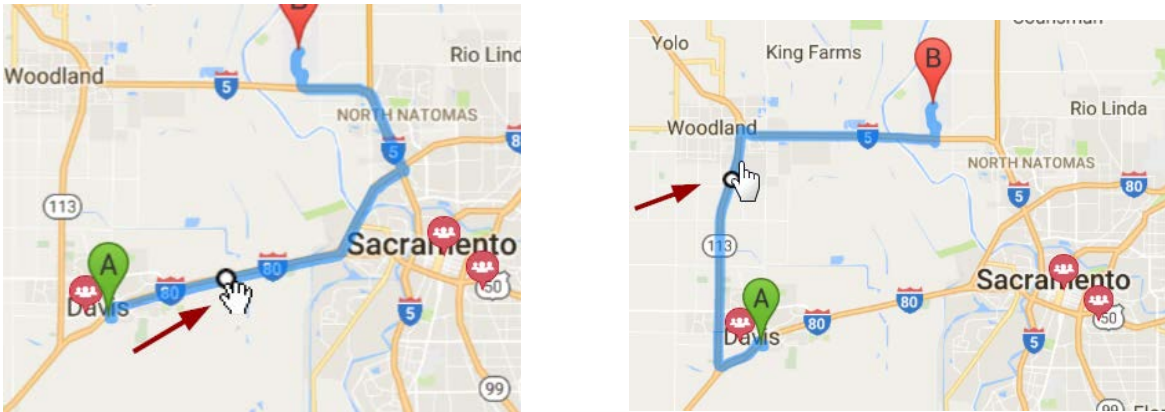 B
Rio Lind
Woodland
5
NORTH NATOMAS
5
8
113
Sacramento
A
80
80
50
Davis
5
99
Yolo
King Farms
B
Rio Linda
Woodland
5
NORTH NATOMAS
5
80
113
Sacramento
A
80
50
80
Davis
5
99